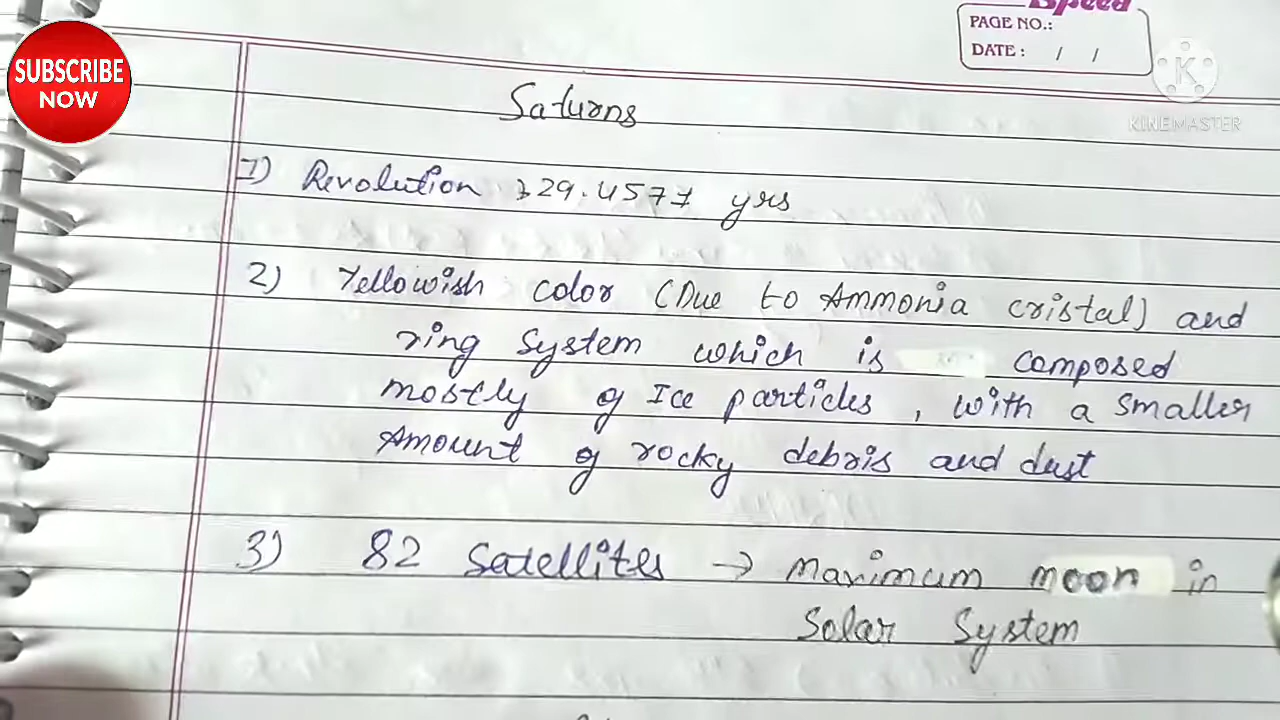 Speed
PAGE NO.:
DATE: / /
SUBSCRIBE
NOW
KINEMASTER
Saturns
1) Revolution 29.4571 yrs
2) Yellowish color (Due to Ammonia cristal) and
ring System which is composed
mostly of Ice particles, with a smaller
Amount of rocky debris and dust
3) 82 Satellites → maximum moon in
Solar System